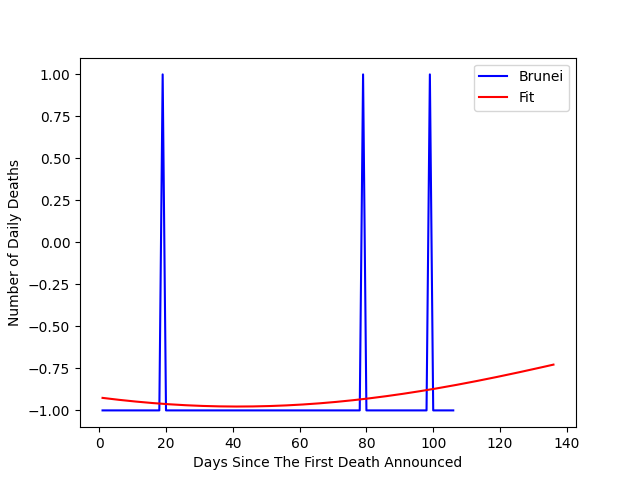 Brunei
Fit
1.00
0.75
0.50
0.25
0.00
−0.25
−0.50
−0.75
−1.00
Number of Daily Deaths
0 20 40 60 80 100 120 140
Days Since The First Death Announced